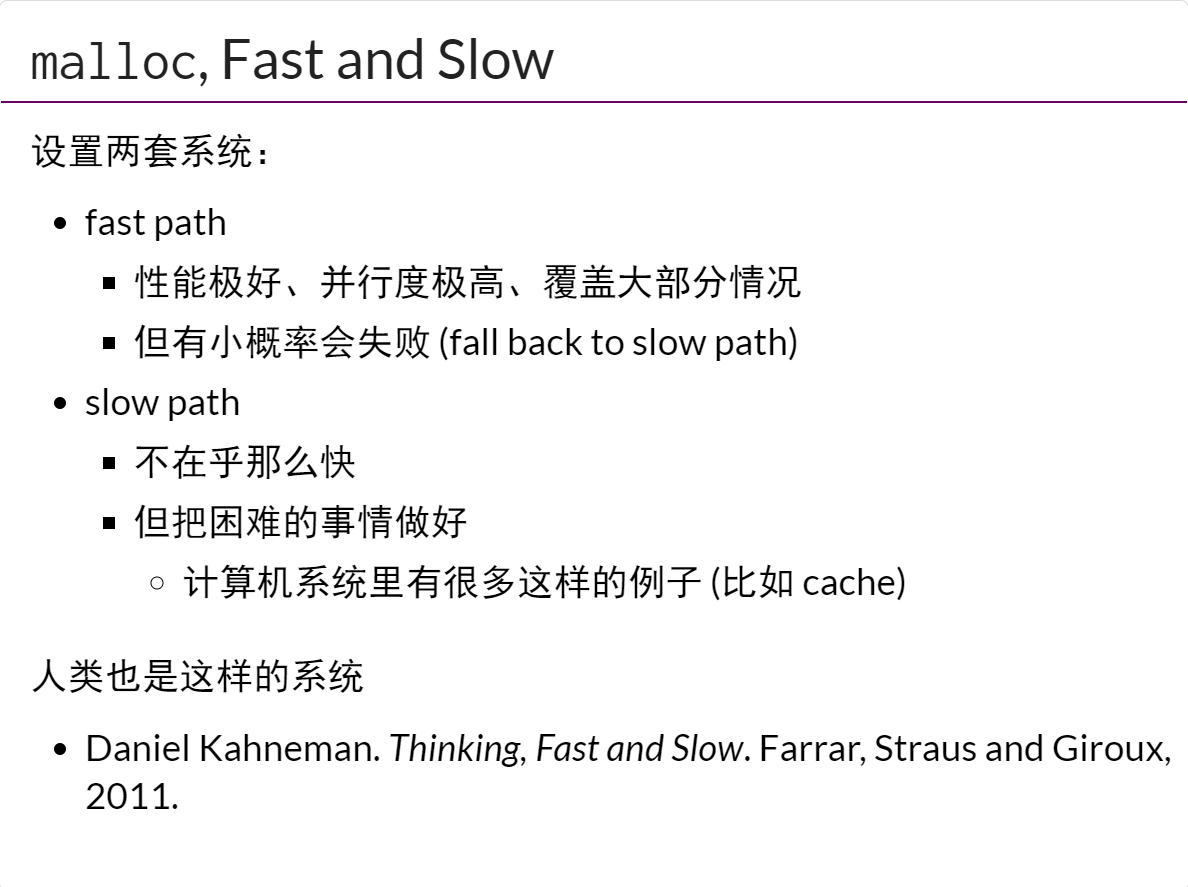 malloc, Fast and Slow
设置两套系统：
• fast path
▪ 性能极好、并行度极高、覆盖大部分情况
▪ 但有小概率会失败 (fall back to slow path)
• slow path
▪ 不在乎那么快
▪ 但把困难的事情做好
○ 计算机系统里有很多这样的例子 (比如 cache)
人类也是这样的系统
• Daniel Kahneman. Thinking, Fast and Slow. Farrar, Straus and Giroux,
2011.